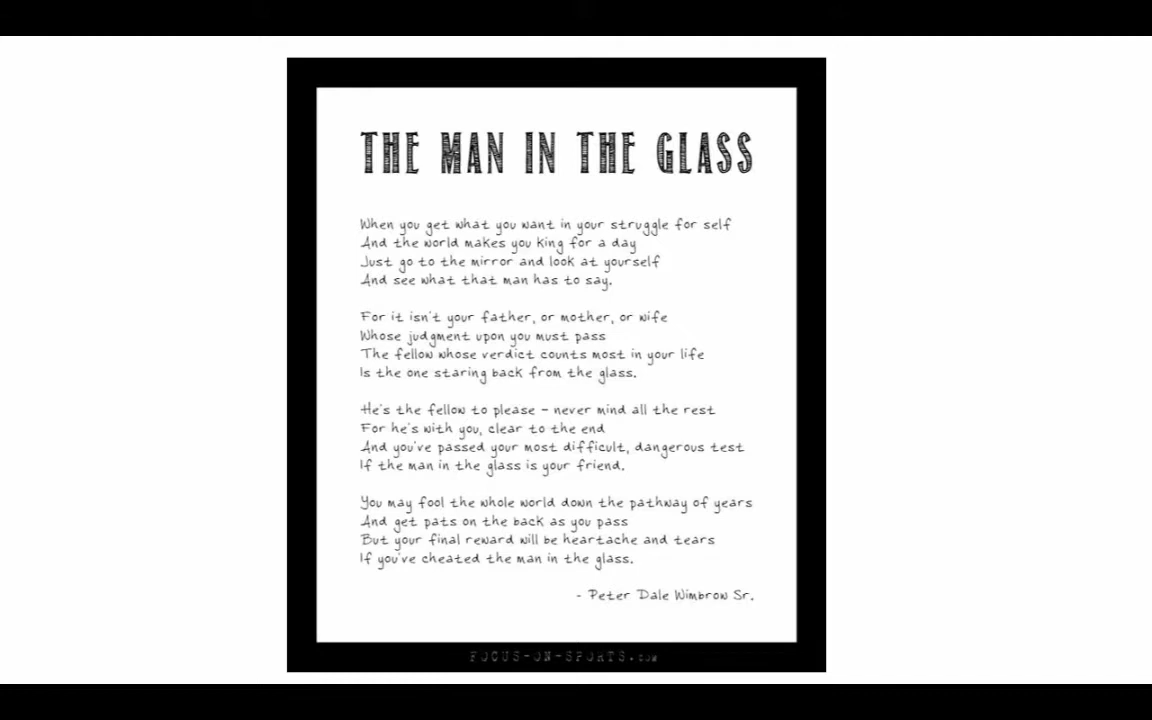 THE MAN IN THE GLASS
When you get what you want in your struggle for self
And the world makes you king for a day
Just go to the mirror and look at yourself
And see what that man has to say.
For it isn't your father, or mother, or wife
Whose judgment upon you must pass
The fellow whose verdict counts most in your life
Is the one staring back from the glass.
He's the fellow to please – never mind all the rest
For he's with you, clear to the end
And you've passed your most difficult, dangerous test
If the man in the glass is your friend.
You may fool the whole world down the pathway of years
And get pats on the back as you pass
But your final reward will be heartache and tears
If you've cheated the man in the glass.
- Peter Dale Wimbrow Sr.
FOCUS-ON-SPORTS.COM